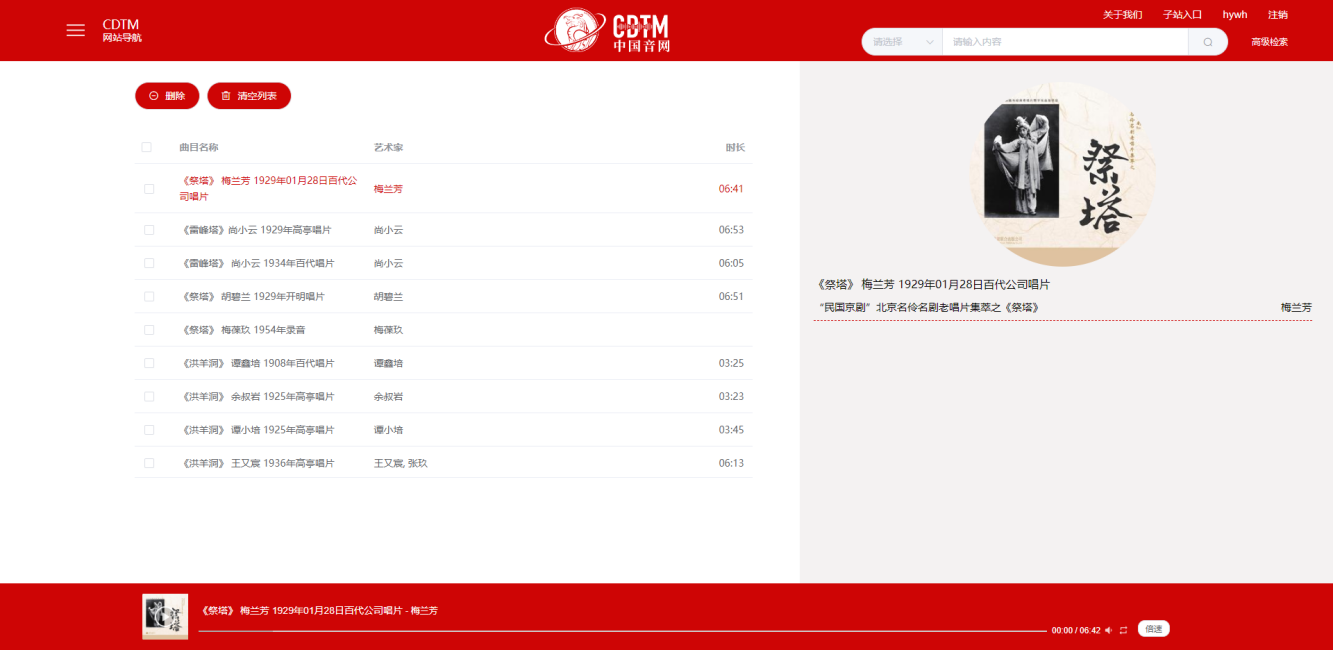 CDTM
网站导航
CDTM
中国音网
关于我们 子站入口 hywh 注销
请选择 请输入内容 高级检索
删除 清空列表
曲目名称 艺术家 时长
《祭塔》 梅兰芳 1929年01月28日百代公
司唱片 梅兰芳 06:41
《雷峰塔》尚小云 1929年高亭唱片 尚小云 06:53
《雷峰塔》 尚小云 1934年百代唱片 尚小云 06:05
《祭塔》 胡碧兰 1929年开明唱片 胡碧兰 06:51
《祭塔》 梅葆玖 1954年录音 梅葆玖
《洪羊洞》 谭鑫培 1908年百代唱片 谭鑫培 03:25
《洪羊洞》 余叔岩 1925年高亭唱片 余叔岩 03:23
《洪羊洞》 谭小培 1925年高亭唱片 谭小培 03:45
《洪羊洞》 王又宸 1936年高亭唱片 王又宸, 张玖 06:13
祭塔
《祭塔》 梅兰芳 1929年01月28日百代公司唱片
“民国京剧”北京名伶名剧老唱片集萃之《祭塔》 梅兰芳
祭塔
《祭塔》 梅兰芳 1929年01月28日百代公司唱片 - 梅兰芳
00:00 / 06:42 倍速